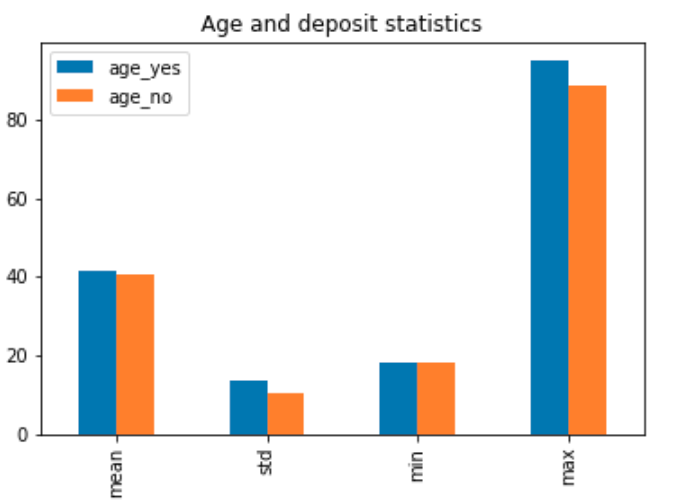 Age and deposit statistics
age_yes
age_no
80
60
40
20
0
mean
std
min
max